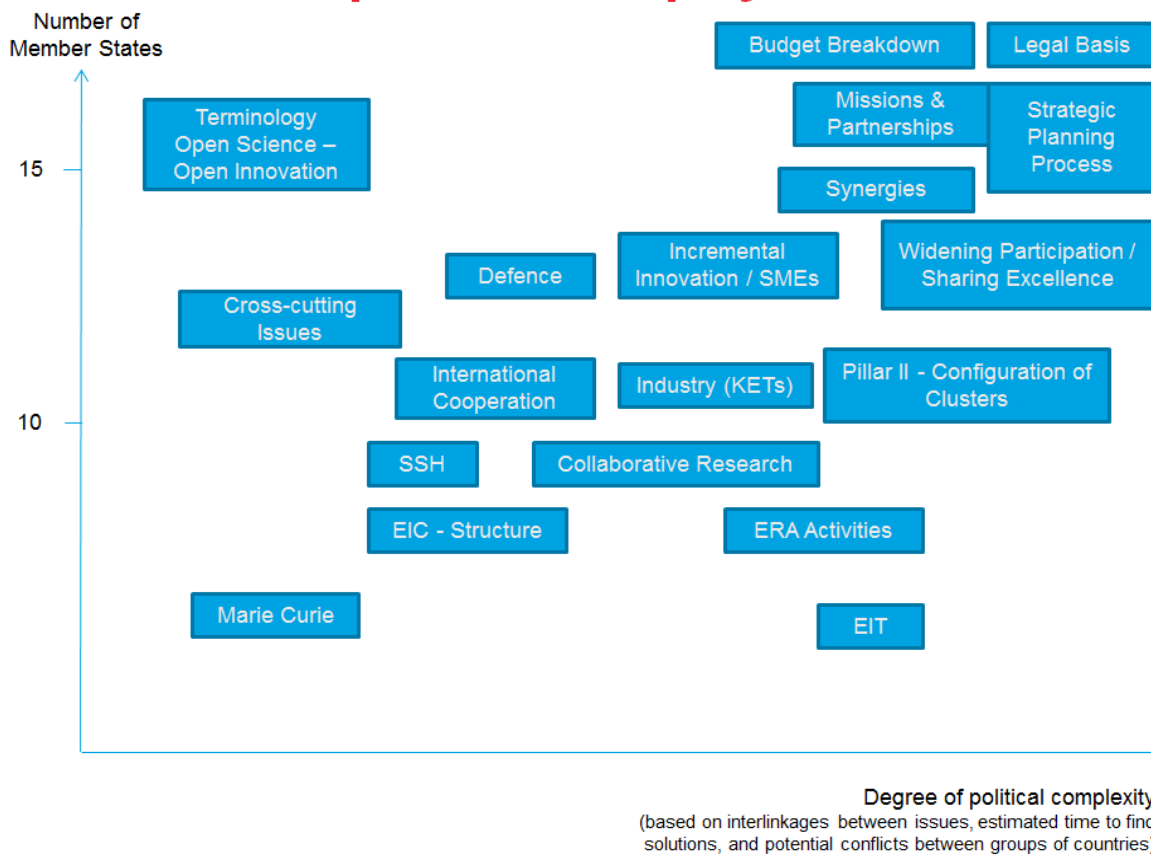 Number of
Member States
Budget Breakdown
Legal Basis
Terminology
Open Science –
Open Innovation
Missions &
Partnerships
Strategic
Planning
Process
15
Synergies
Incremental
Innovation / SMEs
Widening Participation /
Sharing Excellence
Defence
Cross-cutting
Issues
International
Cooperation
Industry (KETs)
Pillar II - Configuration of
Clusters
10
SSH
Collaborative Research
EIC - Structure
ERA Activities
Marie Curie
EIT
Degree of political complexity
(based on interlinkages between issues, estimated time to find
solutions, and potential conflicts between groups of countries)